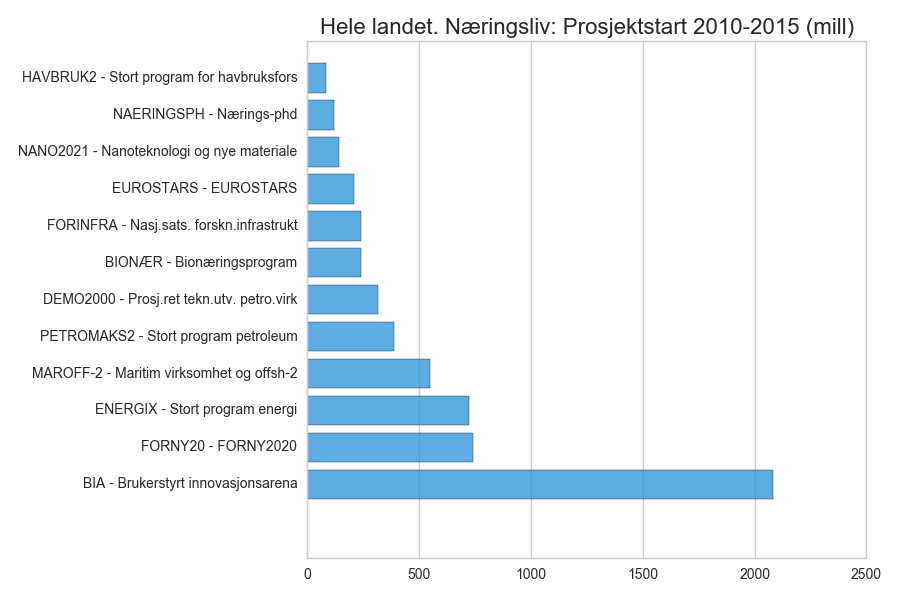 Hele landet. Næringsliv: Prosjektstart 2010-2015 (mill)
HAVBRUK2 - Stort program for havbruksfors
NAERINGSPH - Nærings-phd
NANO2021 - Nanoteknologi og nye materiale
EUROSTARS - EUROSTARS
FORINFRA - Nasj.sats. forskn.infrastrukt
BIONÆR - Bionæringsprogram
DEMO2000 - Prosj.ret tekn.utv. petro.virk
PETROMAKS2 - Stort program petroleum
MAROFF-2 - Maritim virksomhet og offsh-2
ENERGIX - Stort program energi
FORNY20 - FORNY2020
BIA - Brukerstyrt innovasjonsarena
0 500 1000 1500 2000 2500